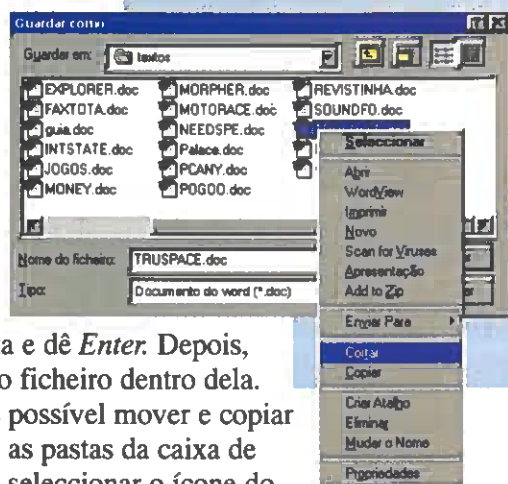 Guardar como
Guardar em: textos
EXPLORER.doc
FAXTOTA.doc
guia.doc
INTSTATE.doc
JOGOS.doc
MONEY.doc
MORPHER.doc
MOTORACE.doc
NEEDSPE.doc
Palace.doc
PCANY.doc
POGOO.doc
REVISTINHA.doc
SOUNDFO.doc
Seleccionar
Abrir
WordView
Imprimir
Novo
Scan for Viruses
Apresentação
Add to Zip
Enviar Para
Cortar
Copiar
Criar Atalho
Eliminar
Mudar o Nome
Propriedades
Nome do ficheiro: TRUSPACE.doc
Tipo: Documento do word (*.doc)
a e dê Enter. Depois,
o ficheiro dentro dela.
possível mover e copiar
as pastas da caixa de
seleccionar o ícone do